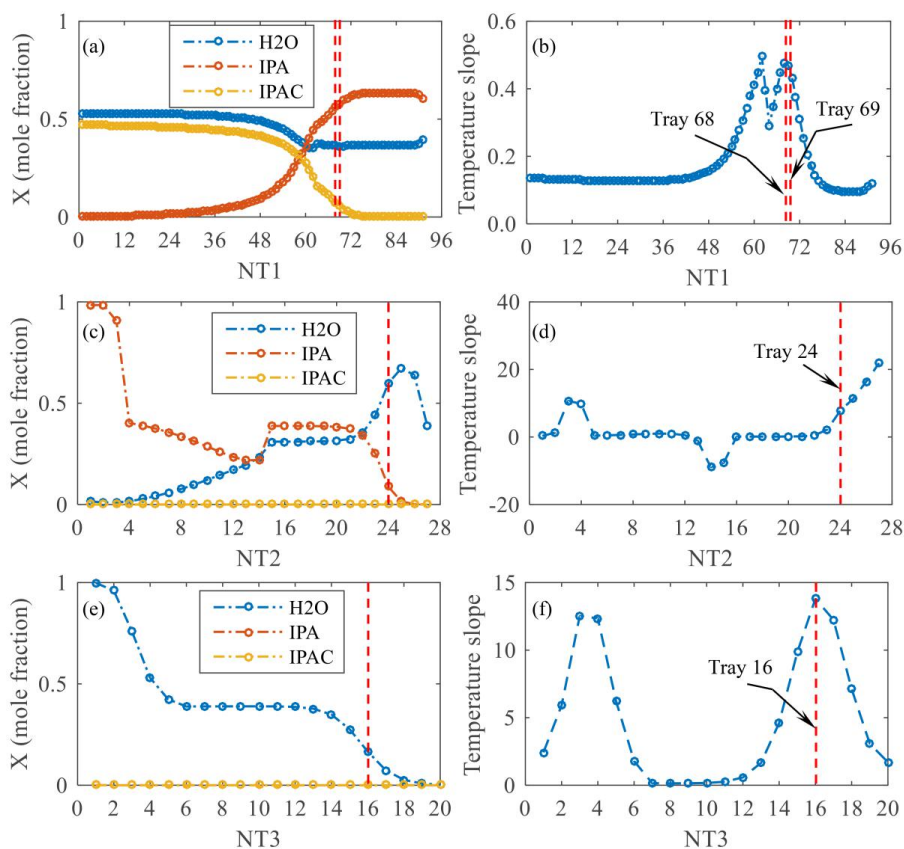 (a)
H2O
IPA
IPAC
X (mole fraction)
1
0.5
0
0 12 24 36 48 60 72 84 96
NT1
(b)
Temperature slope
0.6
0.4
0.2
0.0
Tray 68
Tray 69
0 12 24 36 48 60 72 84 96
NT1
(c)
H2O
IPA
IPAC
X (mole fraction)
1
0.5
0
0 4 8 12 16 20 24 28
NT2
(d)
Temperature slope
40
20
0
-20
Tray 24
0 4 8 12 16 20 24 28
NT2
(e)
H2O
IPA
IPAC
X (mole fraction)
1
0.5
0
0 2 4 6 8 10 12 14 16 18 20
NT3
(f)
Temperature slope
15
10
5
0
Tray 16
0 2 4 6 8 10 12 14 16 18 20
NT3